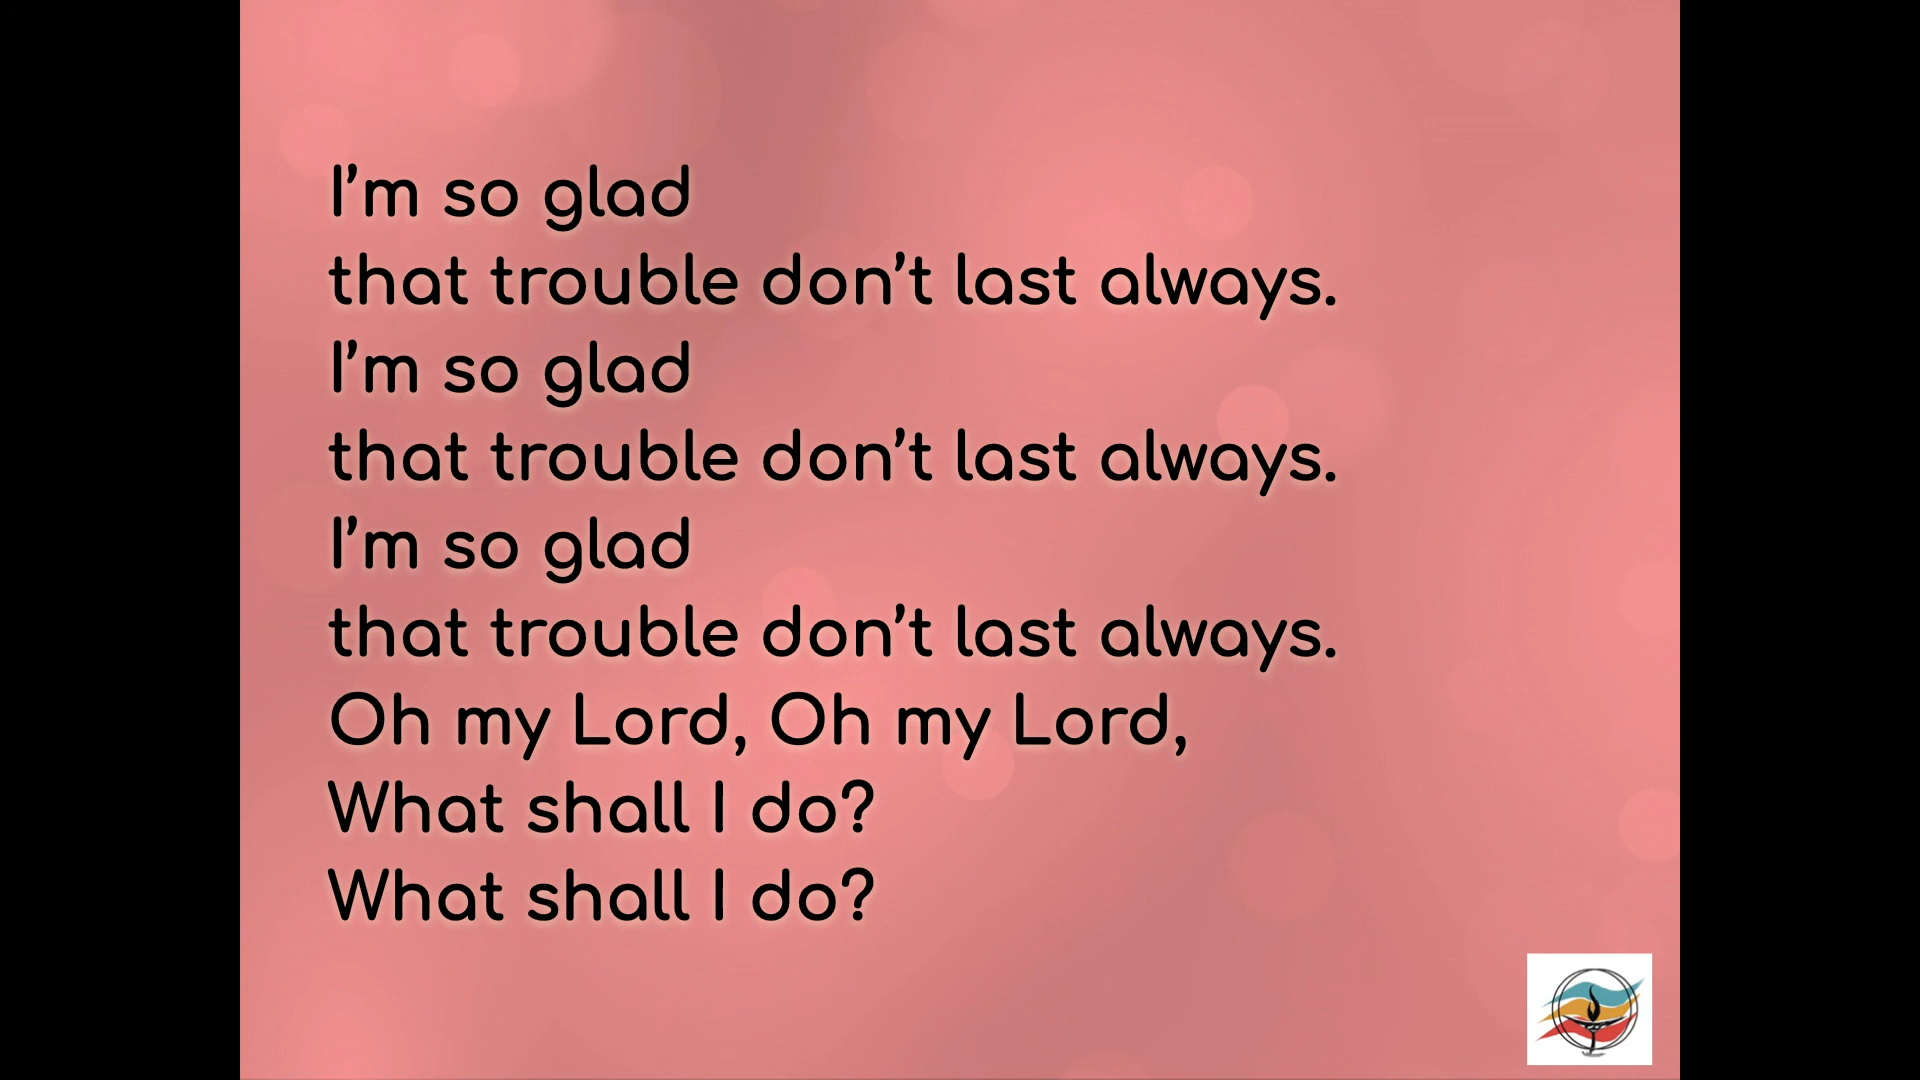 I’m so glad
that trouble don’t last always.
I’m so glad
that trouble don’t last always.
I’m so glad
that trouble don’t last always.
Oh my Lord, Oh my Lord,
What shall I do?
What shall I do?